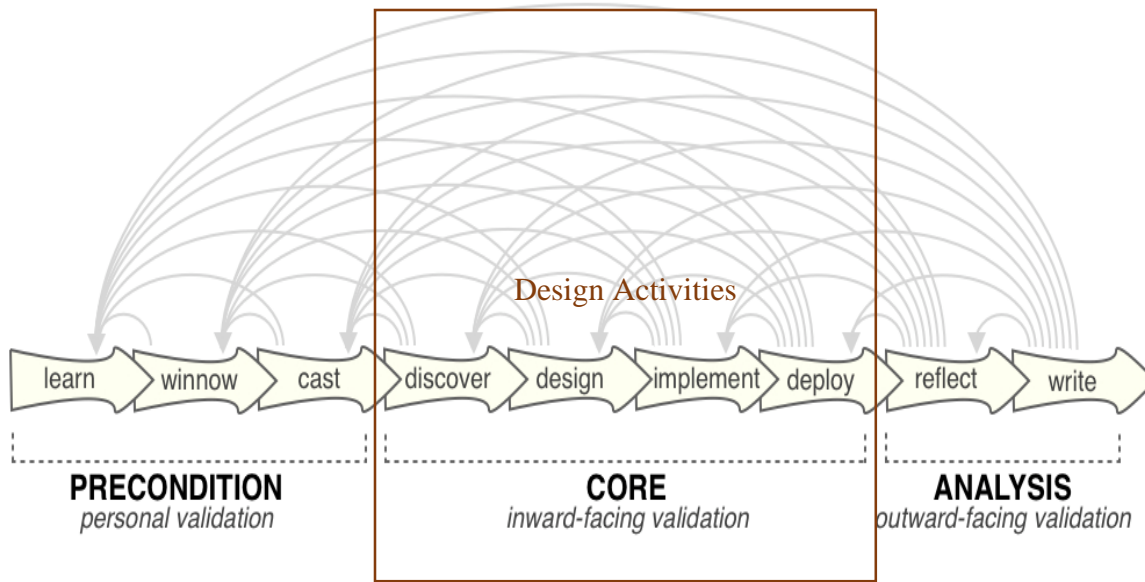 Design Activities
learn winnow cast discover design implement deploy reflect write
PRECONDITION CORE ANALYSIS
personal validation inward-facing validation outward-facing validation